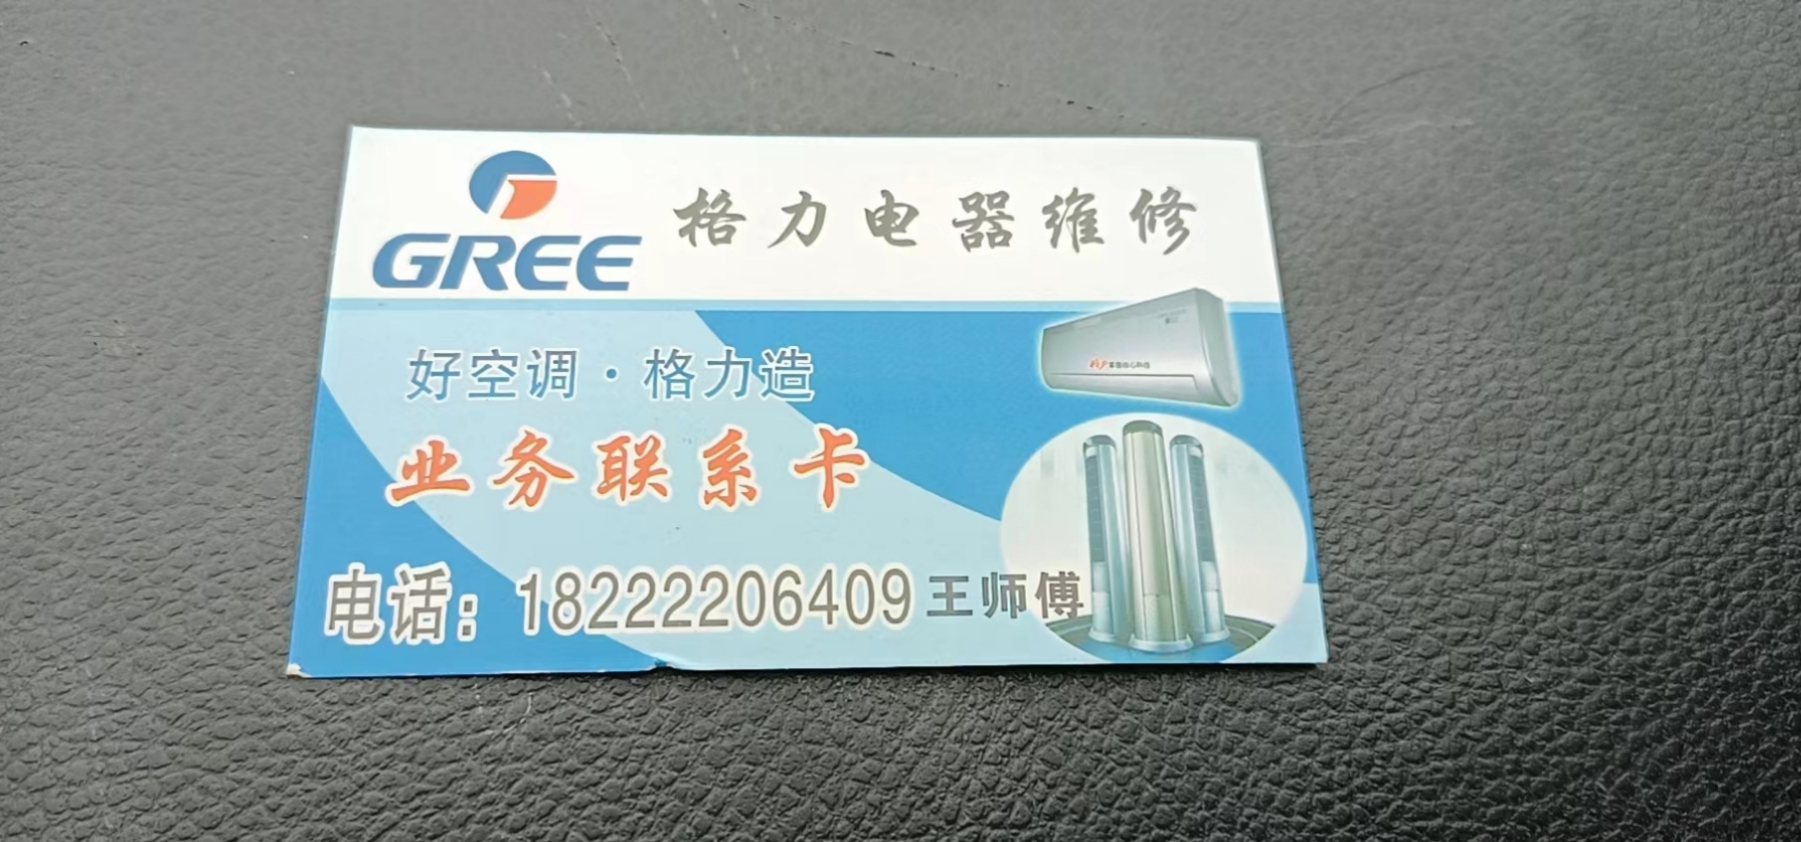 GREE
格力电器维修
好空调·格力造
业务联系卡
电话：18222206409 王师傅